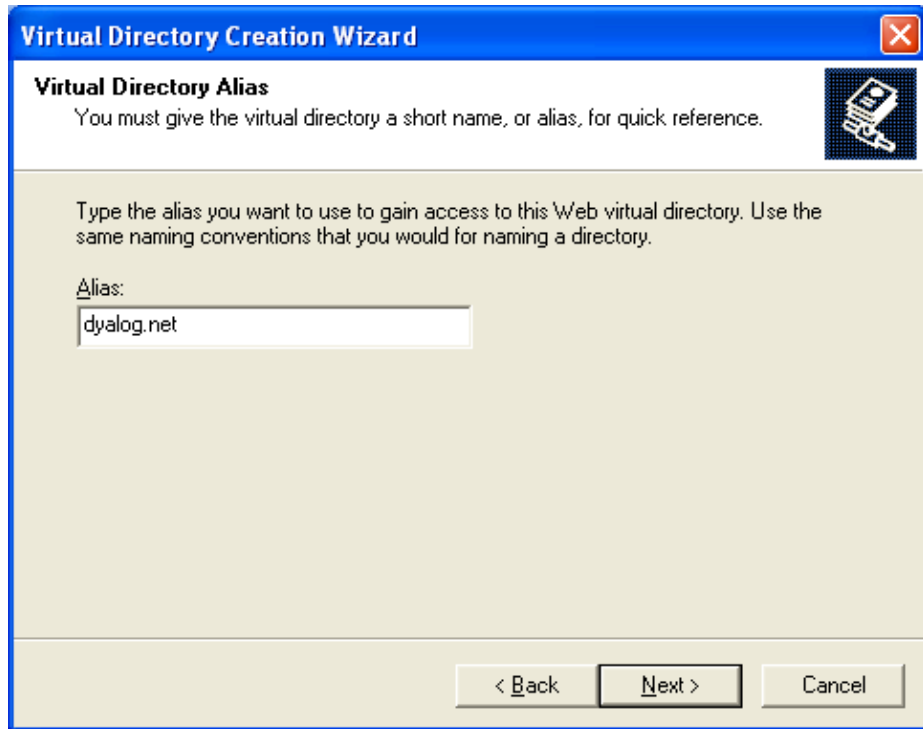 Virtual Directory Creation Wizard
Virtual Directory Alias
You must give the virtual directory a short name, or alias, for quick reference.
Type the alias you want to use to gain access to this Web virtual directory. Use the
same naming conventions that you would for naming a directory.
Alias:
dyalog.net
< Back Next > Cancel